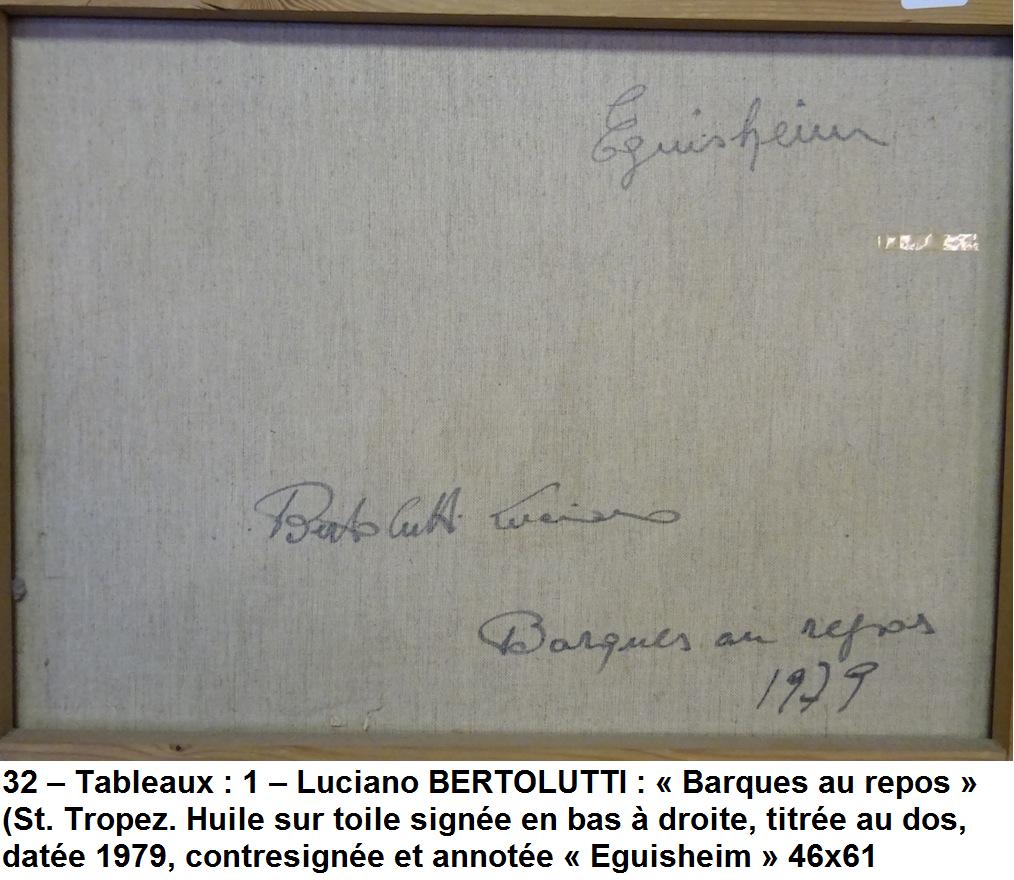 Eguisheim
Bertolutti Luciano
Barques au repos
1979
32 – Tableaux : 1 – Luciano BERTOLUTTI : « Barques au repos »
(St. Tropez. Huile sur toile signée en bas à droite, titrée au dos,
datée 1979, contresignée et annotée « Eguisheim » 46x61